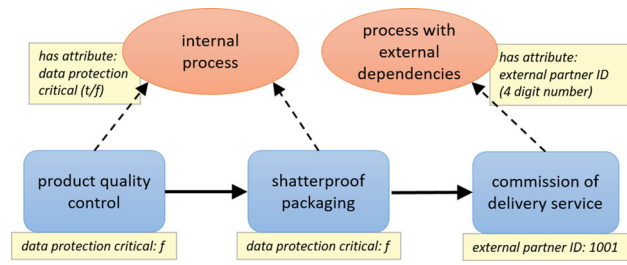 has attribute:
data protection
critical (t/f)
internal
process
process with
external
dependencies
has attribute:
external partner ID
(4 digit number)
product quality
control
shatterproof
packaging
commission of
delivery service
data protection critical: f
data protection critical: f
external partner ID: 1001